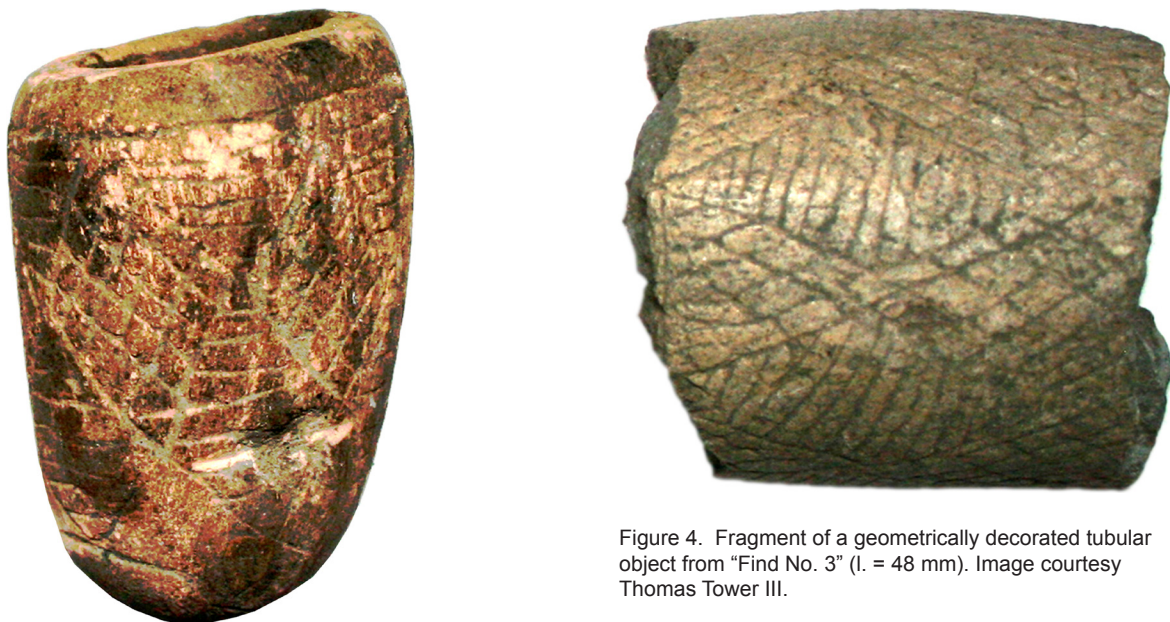 Figure 4.  Fragment of a geometrically decorated tubular
object from “Find No. 3” (l. = 48 mm). Image courtesy
Thomas Tower III.